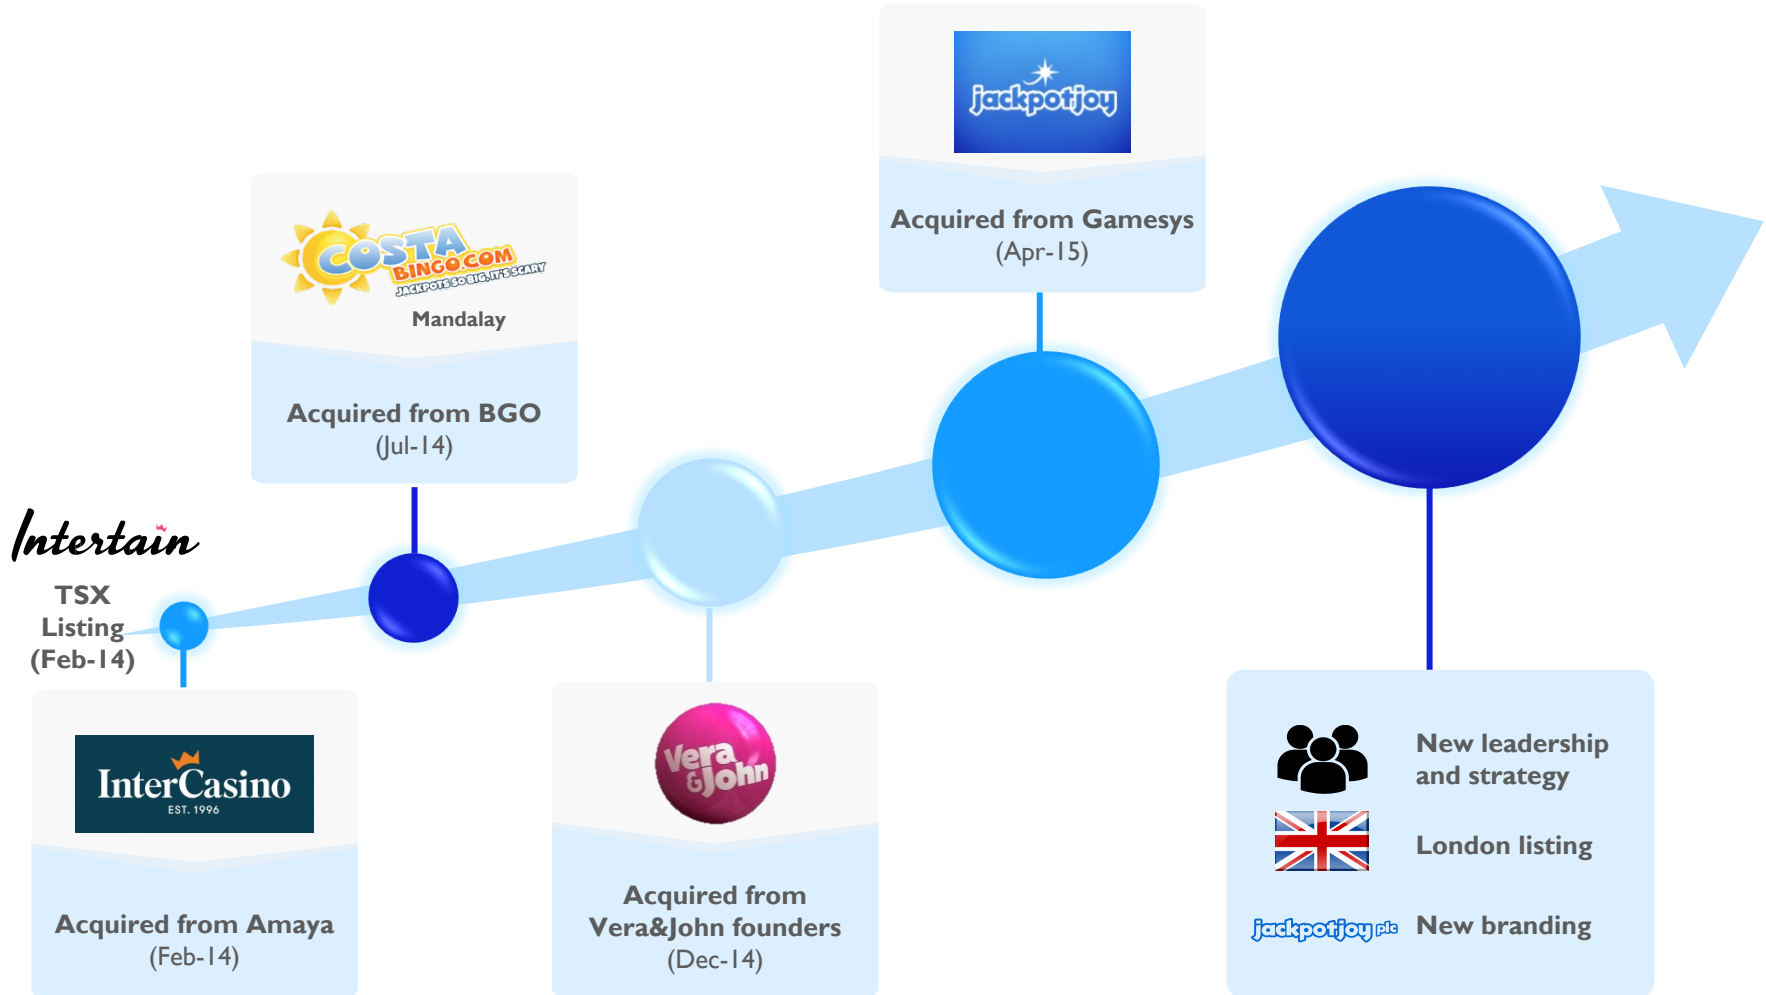 Intertain
TSX
Listing
(Feb-14)
InterCasino
EST. 1996
Acquired from Amaya
(Feb-14)
COSTA
BINGO.COM
JACKPOTS SO BIG, IT'S SCARY
Mandalay
Acquired from BGO
(Jul-14)
Vera
&John
Acquired from
Vera&John founders
(Dec-14)
jackpotjoy
Acquired from Gamesys
(Apr-15)
New leadership
and strategy
London listing
jackpotjoy plc New branding